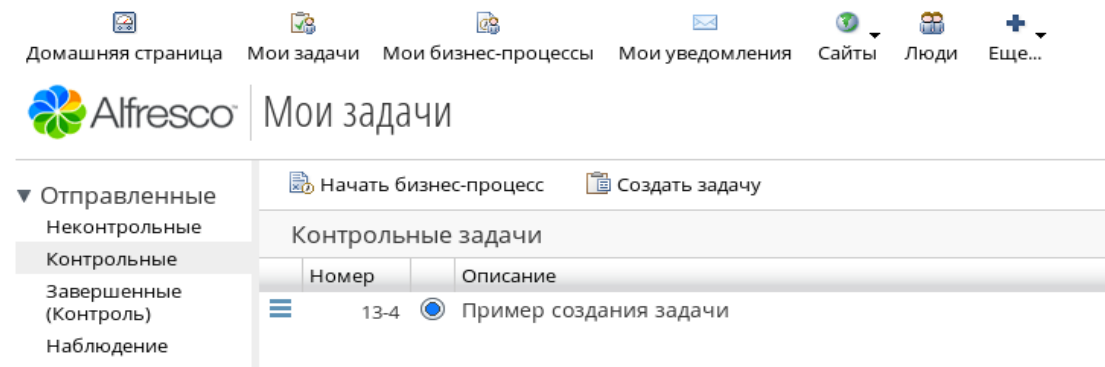 Домашняя страница Мои задачи Мои бизнес-процессы Мои уведомления Сайты Люди Еще...
Alfresco™ Мои задачи
Отправленные
Неконтрольные
Контрольные
Завершенные
(Контроль)
Наблюдение
Начать бизнес-процесс Создать задачу
Контрольные задачи
Номер Описание
13-4 Пример создания задачи